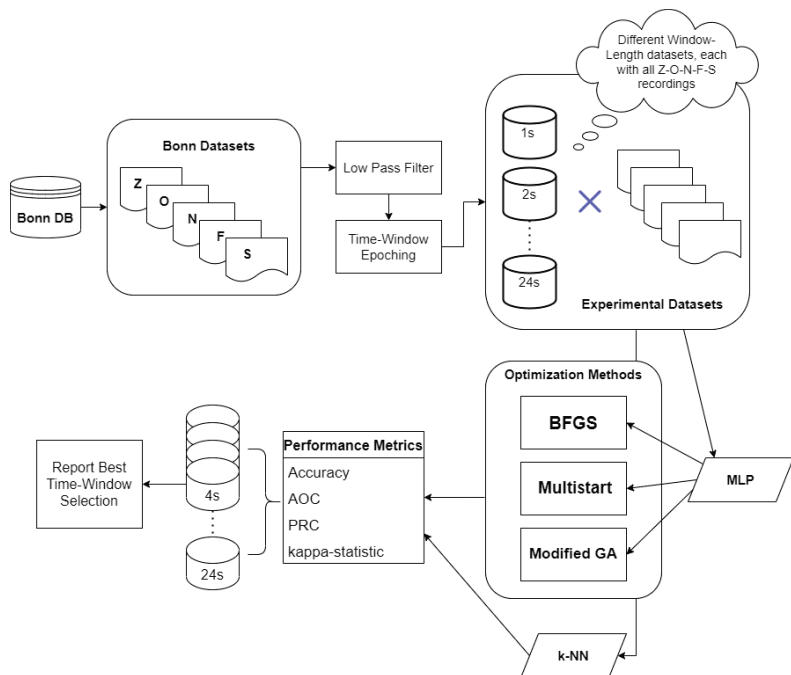 Different Window-
Length datasets, each
with all Z-O-N-F-S
recordings
Bonn DB
Bonn Datasets
Z
O
N
F
S
Low Pass Filter
Time-Window
Epoching
1s
2s
24s
Experimental Datasets
Optimization Methods
BFGS
Multistart
Modified GA
MLP
k-NN
Performance Metrics
Accuracy
AOC
PRC
kappa-statistic
4s
24s
Report Best
Time-Window
Selection